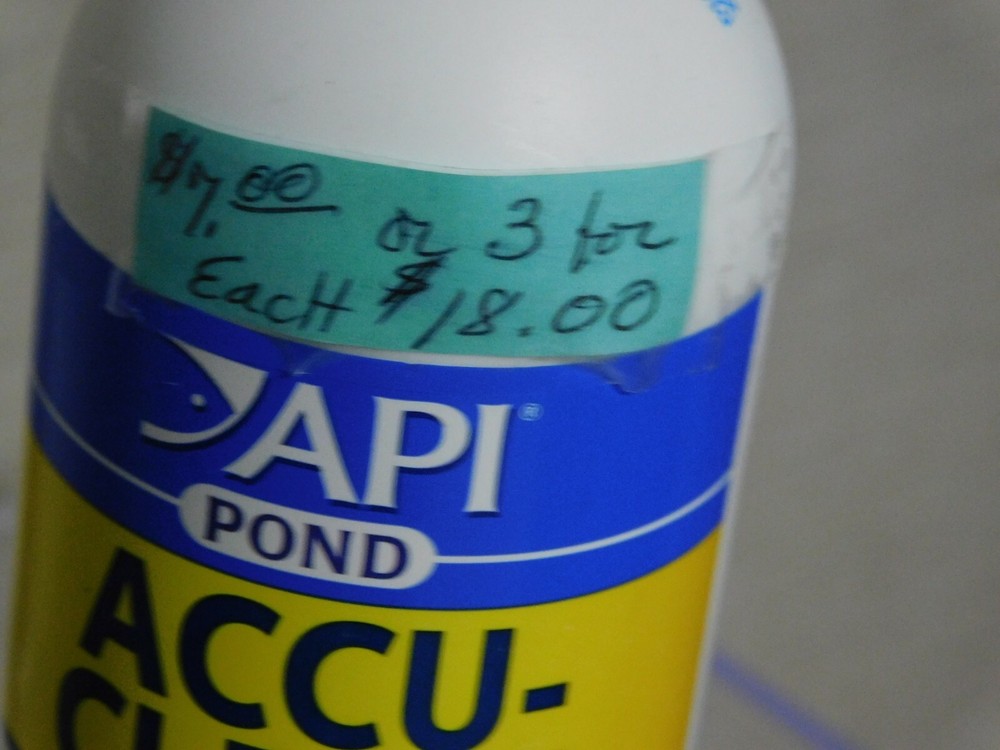 $7.00 or 3 for
Each $18.00
API®
POND
ACCU-